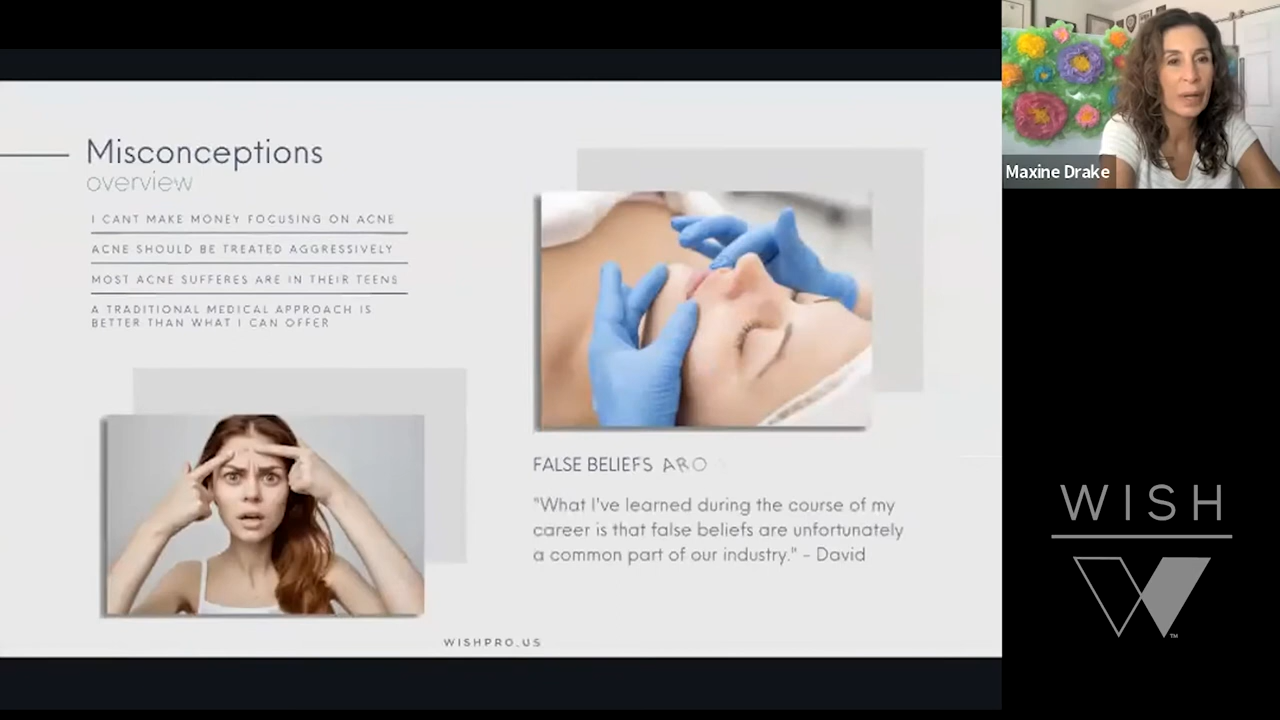 Misconceptions
overview
I CANT MAKE MONEY FOCUSING ON ACNE
ACNE SHOULD BE TREATED AGGRESSIVELY
MOST ACNE SUFFERES ARE IN THEIR TEENS
A TRADITIONAL MEDICAL APPROACH IS
BETTER THAN WHAT I CAN OFFER
FALSE BELIEFS ARO
"What I've learned during the course of my
career is that false beliefs are unfortunately
a common part of our industry." - David
WISHPRO.US
Maxine Drake
WISH
W
™